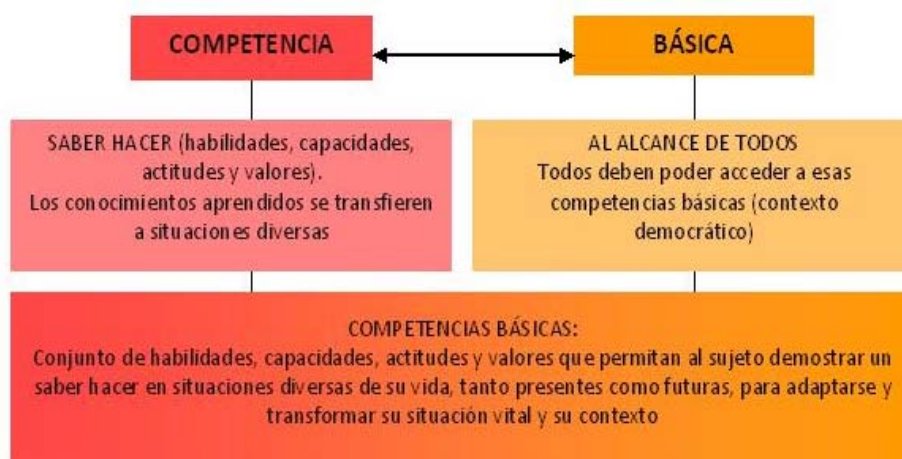 COMPETENCIA
BÁSICA
SABER HACER (habilidades, capacidades,
actitudes y valores).
Los conocimientos aprendidos se transfieren
a situaciones diversas
AL ALCANCE DE TODOS
Todos deben poder acceder a esas
competencias básicas (contexto
democrático)
COMPETENCIAS BÁSICAS:
Conjunto de habilidades, capacidades, actitudes y valores que permitan al sujeto demostrar un
saber hacer en situaciones diversas de su vida, tanto presentes como futuras, para adaptarse y
transformar su situación vital y su contexto